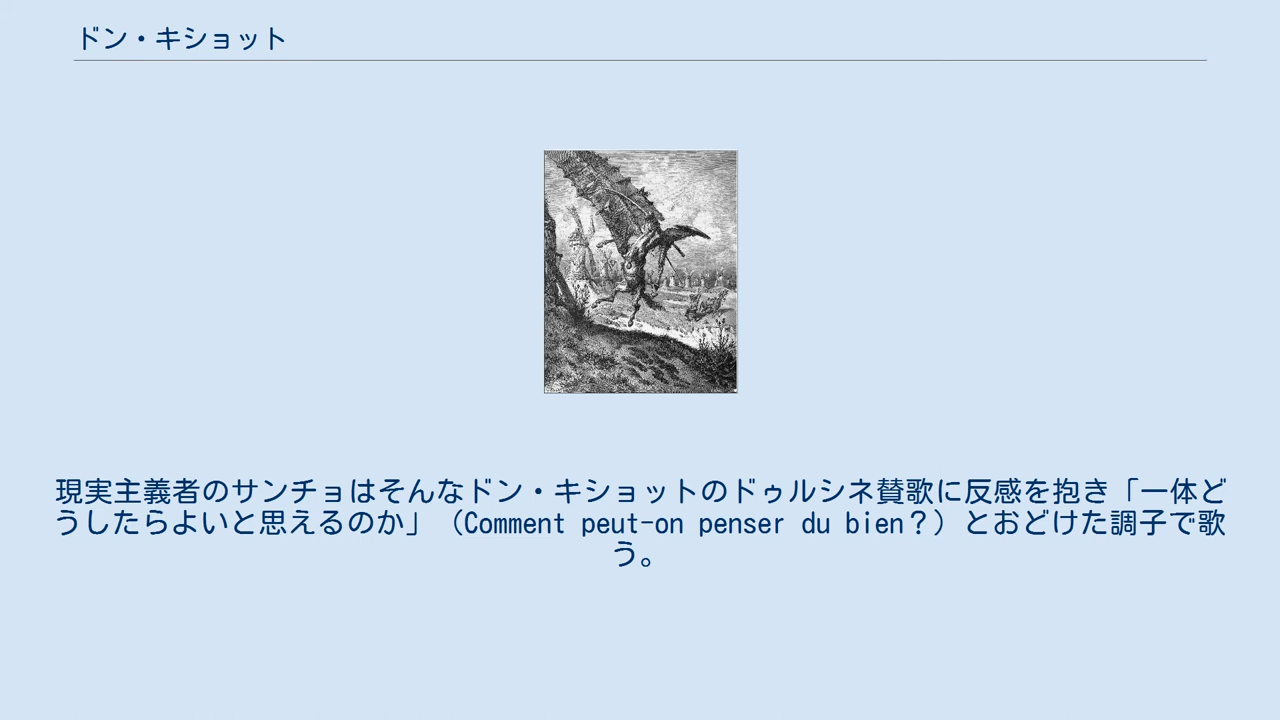 ドン・キショット
現実主義者のサンチョはそんなドン・キショットのドゥルシネ賛歌に反感を抱き「一体ど
うしたらよいと思えるのか」（Comment peut-on penser du bien？）とおどけた調子で歌
う。